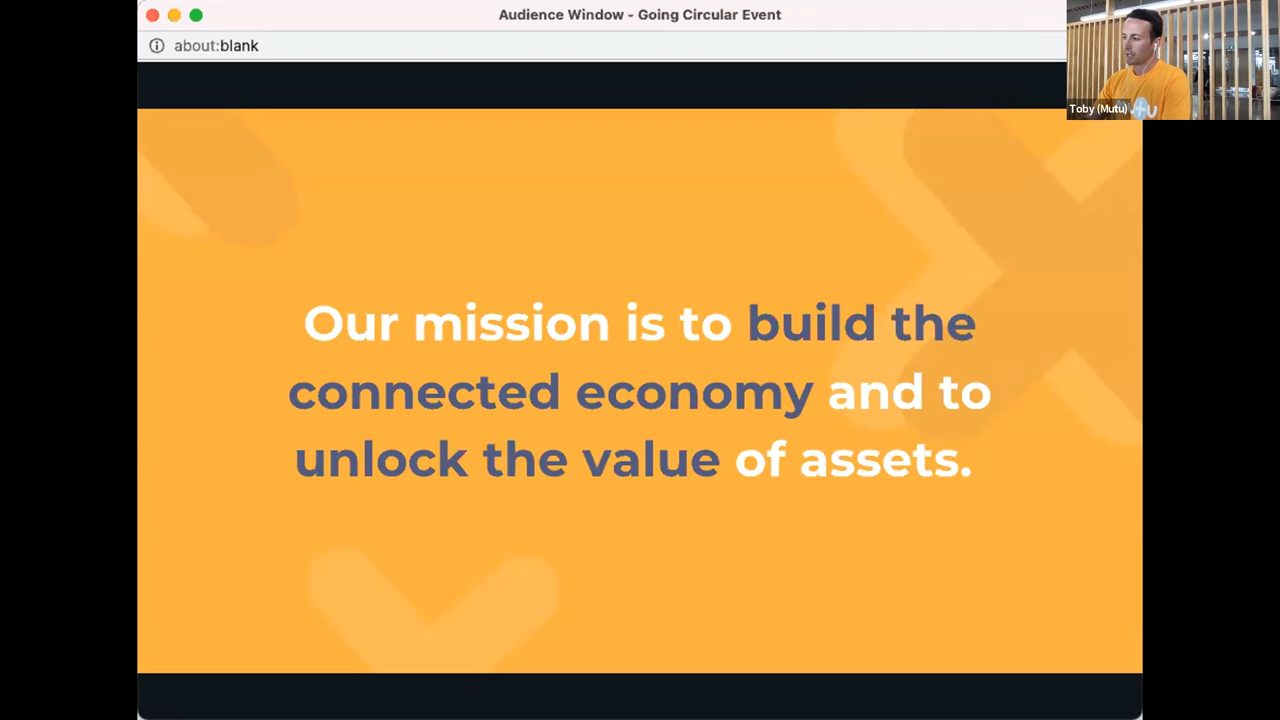 Audience Window - Going Circular Event
about:blank
Toby (Mutu)
Our mission is to build the
connected economy and to
unlock the value of assets.